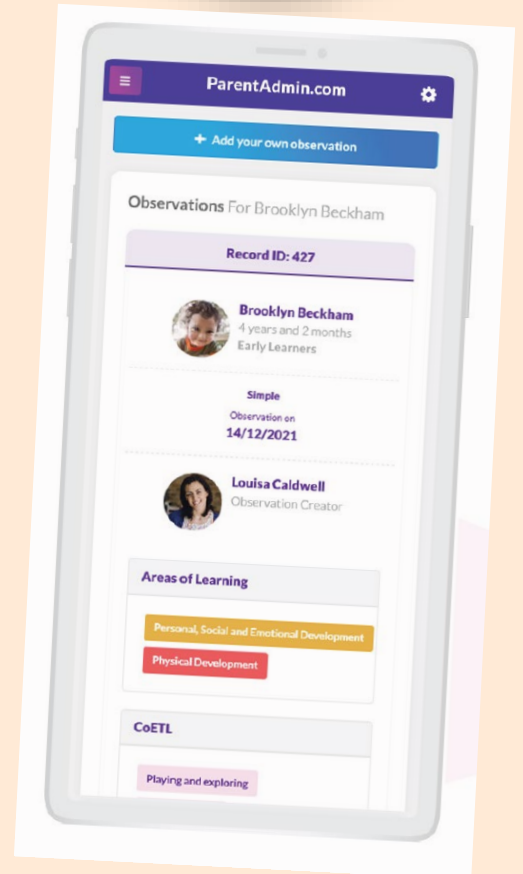 ParentAdmin.com
+ Add your own observation
Observations For Brooklyn Beckham
Record ID: 427
Brooklyn Beckham
4 years and 2 months
Early Learners
Simple
Observation on
14/12/2021
Louisa Caldwell
Observation Creator
Areas of Learning
Personal, Social and Emotional Development
Physical Development
CoETL
Playing and exploring